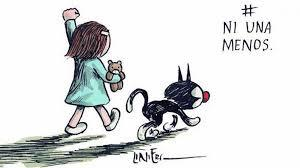 #
NI UNA
MENOS.
LINIERS